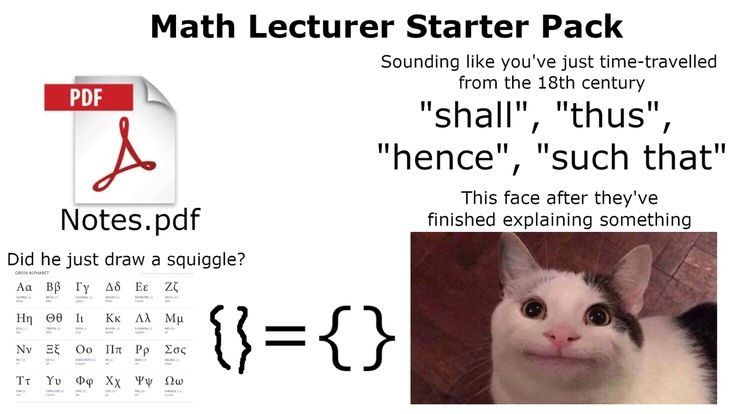 Math Lecturer Starter Pack
PDF
Notes.pdf
Sounding like you've just time-travelled
from the 18th century
"shall", "thus",
"hence", "such that"
This face after they've
finished explaining something
Did he just draw a squiggle?
GREEK ALPHABET
Αα Ββ Γγ Δδ Εε Ζζ
Ηη Θθ Ιι Κκ Λλ Μμ
Νν Ξξ Οο Ππ Ρρ Σσς
Ττ Υυ Φφ Χχ Ψψ Ωω
{}={}